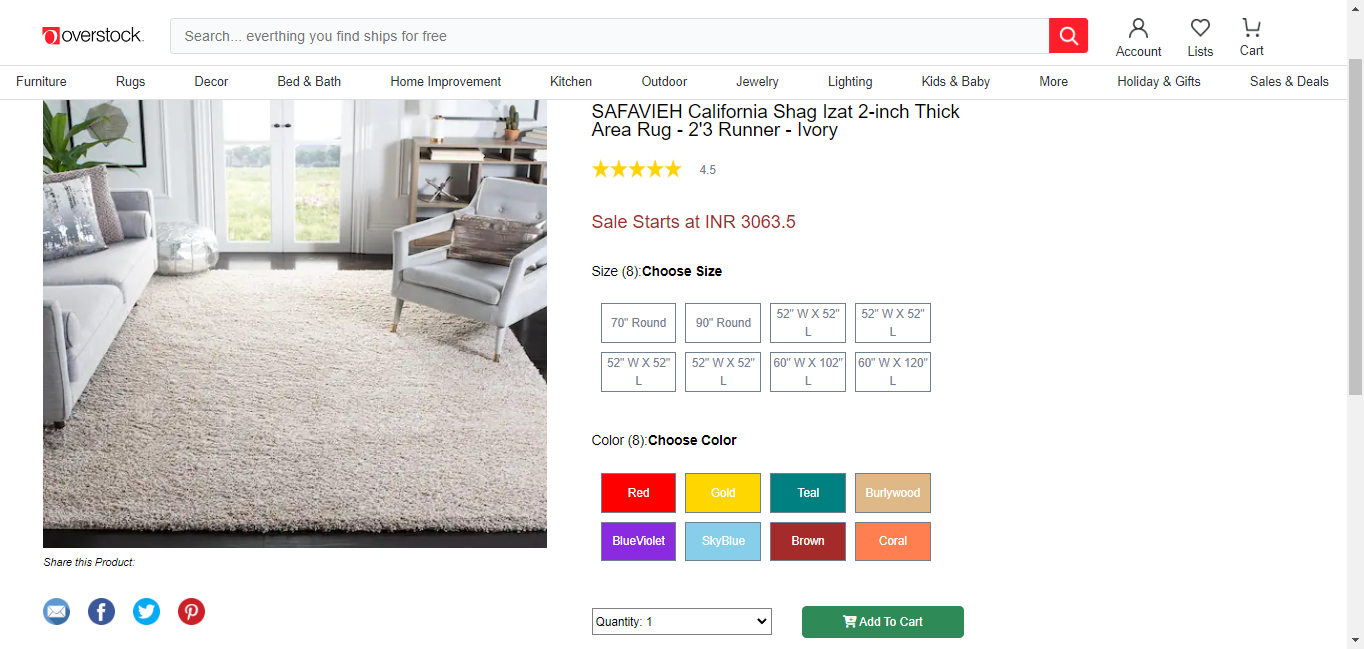 overstock.
Search... everthing you find ships for free
Account
Lists
Cart
Furniture Rugs Decor Bed & Bath Home Improvement Kitchen Outdoor Jewelry Lighting Kids & Baby More Holiday & Gifts Sales & Deals
SAFAVIEH California Shag Izat 2-inch Thick
Area Rug - 2'3 Runner - Ivory
4.5
Sale Starts at INR 3063.5
Size (8):Choose Size
70" Round
90" Round
52" W X 52"
L
52" W X 52"
L
52" W X 52"
L
52" W X 52"
L
60" W X 102"
L
60" W X 120"
L
Color (8):Choose Color
Red Gold Teal Burlywood
BlueViolet SkyBlue Brown Coral
Share this Product:
Quantity: 1
Add To Cart